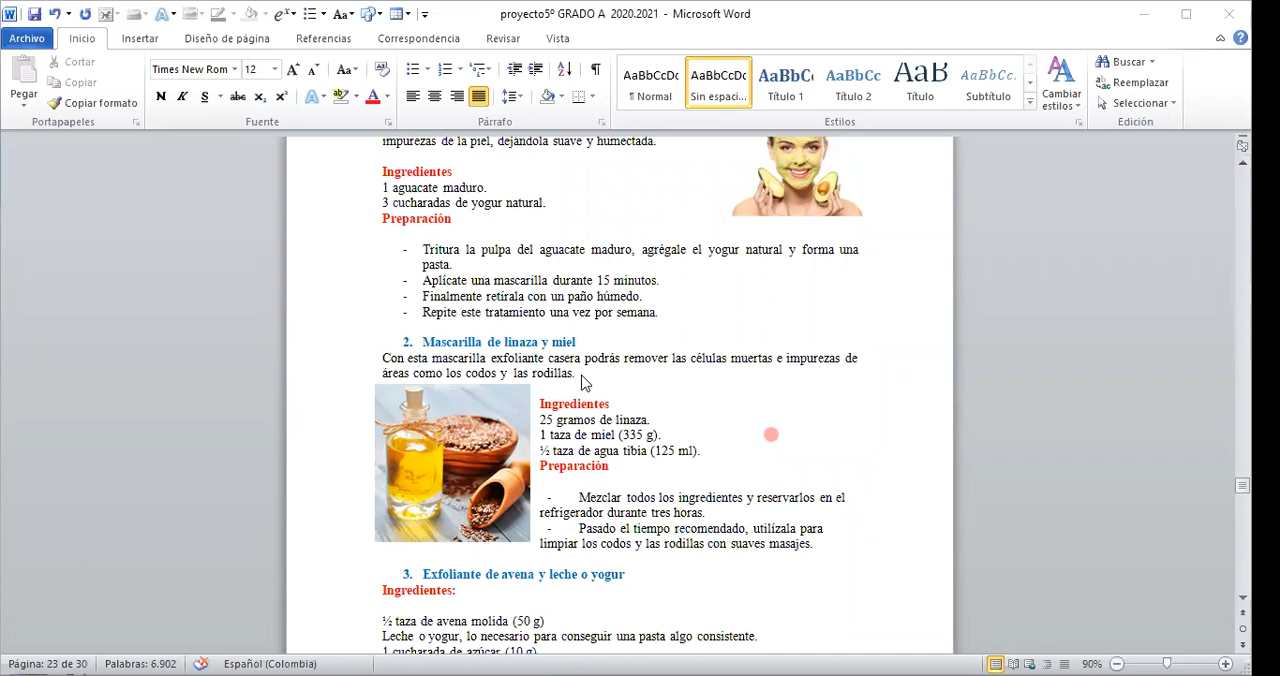 proyecto5º GRADO A 2020.2021 - Microsoft Word
Archivo Inicio Insertar Diseño de página Referencias Correspondencia Revisar Vista
Pegar Cortar Copiar Copiar formato Portapapeles
Times New Rom 12 Aa
N K S abc x₂ x² A ab A Fuente
Párrafo
AaBbCcDc AaBbCcDc AaBbC AaBbCc AaB AaBbCc.
¶ Normal Sin espaci... Título 1 Título 2 Título Subtítulo
Estilos
Cambiar estilos
Buscar
Reemplazar
Seleccionar
Edición
impurezas de la piel, dejándola suave y humectada.
Ingredientes
1 aguacate maduro.
3 cucharadas de yogur natural.
Preparación
- Tritura la pulpa del aguacate maduro, agrégale el yogur natural y forma una
pasta.
- Aplícate una mascarilla durante 15 minutos.
- Finalmente retírala con un paño húmedo.
- Repite este tratamiento una vez por semana.
2. Mascarilla de linaza y miel
Con esta mascarilla exfoliante casera podrás remover las células muertas e impurezas de
áreas como los codos y las rodillas.
Ingredientes
25 gramos de linaza.
1 taza de miel (335 g).
½ taza de agua tibia (125 ml).
Preparación
- Mezclar todos los ingredientes y reservarlos en el
refrigerador durante tres horas.
- Pasado el tiempo recomendado, utilízala para
limpiar los codos y las rodillas con suaves masajes.
3. Exfoliante de avena y leche o yogur
Ingredientes:
½ taza de avena molida (50 g)
Leche o yogur, lo necesario para conseguir una pasta algo consistente.
1 cucharada de azúcar (10 g)
Página: 23 de 30 Palabras: 6.902 Español (Colombia) 90%